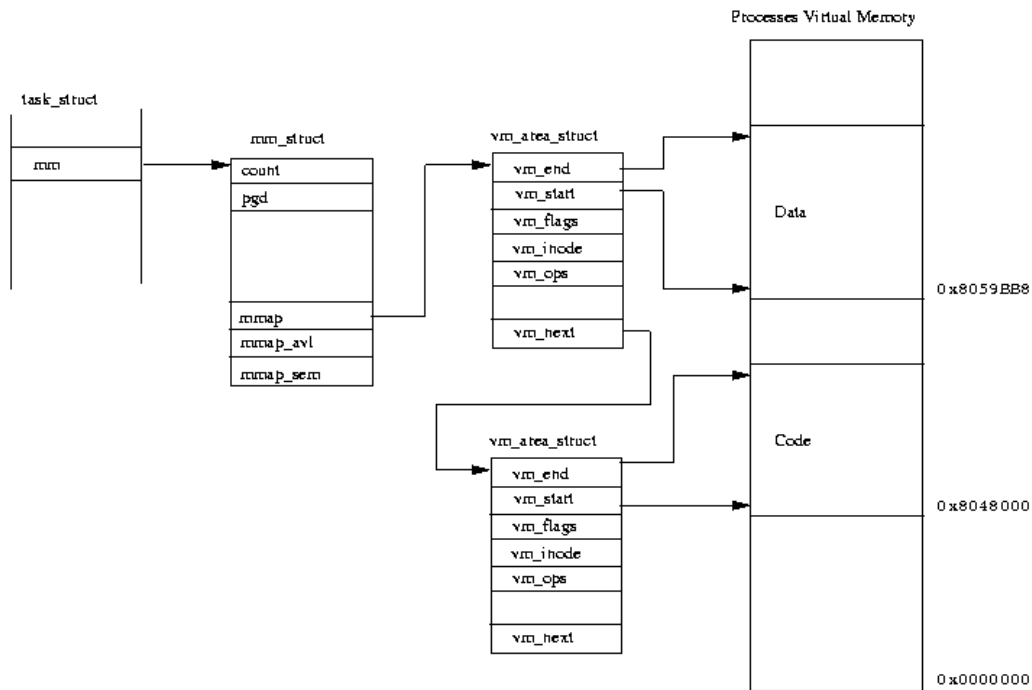 Processes Virtual Memory
task_struct
mm
mm_struct
count
pgd
mmap
mmap_avl
mmap_sem
vm_area_struct
vm_end
vm_start
vm_flags
vm_inode
vm_ops
vm_next
vm_area_struct
vm_end
vm_start
vm_flags
vm_inode
vm_ops
vm_next
Data
0x8059BB8
Code
0x8048000
0x0000000